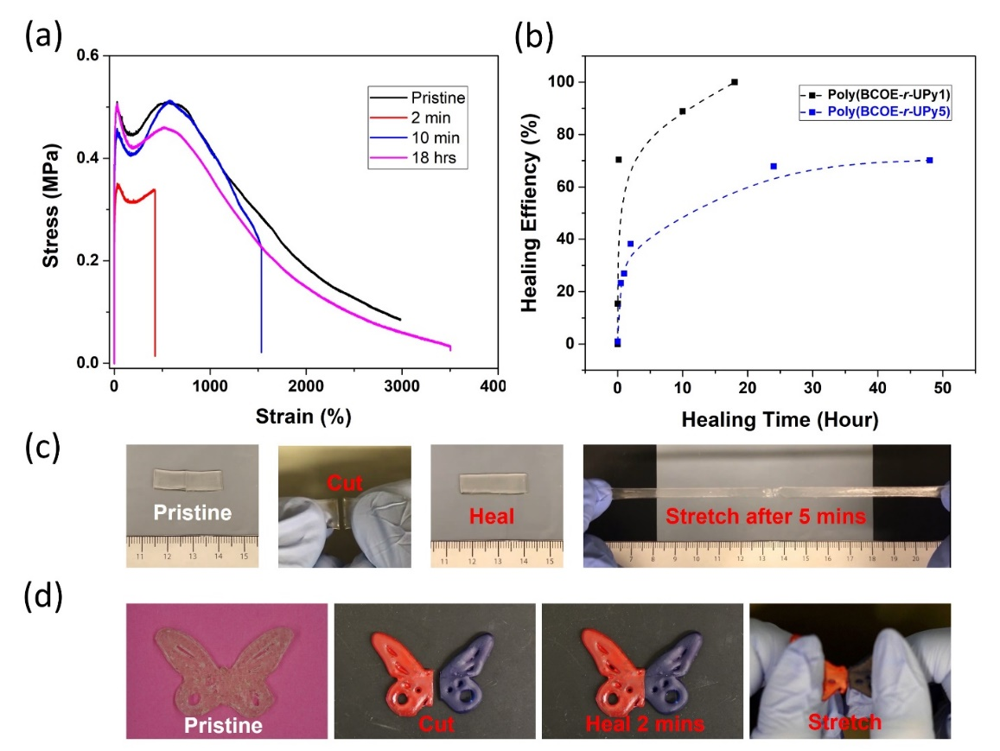 (a)
0.6
0.4
0.2
0.0
Stress (MPa)
Pristine
2 min
10 min
18 hrs
0 1000 2000 3000 400
Strain (%)
(b)
100
80
60
40
20
0
Healing Effiency (%)
Poly(BCOE-r-UPy1)
Poly(BCOE-r-UPy5)
0 10 20 30 40 50
Healing Time (Hour)
(c)
Pristine
11 12 13 14 15
Cut
Heal
11 12 13 14 15
Stretch after 5 mins
7 8 9 10 11 12 13 14 15 16 17 18 19 20
(d)
Pristine
Cut
Heal 2 mins
Stretch